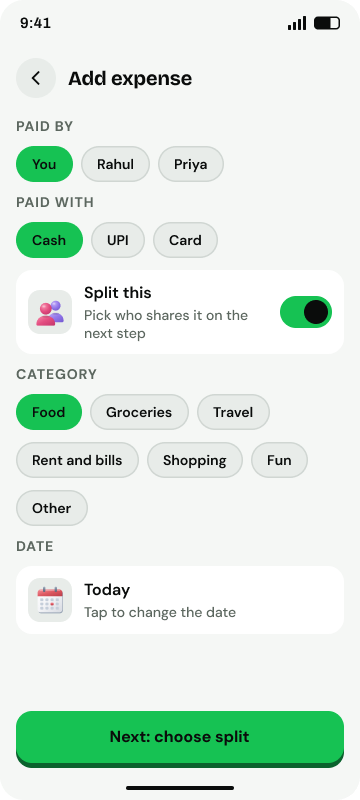 9:41
Add expense
PAID BY
You Rahul Priya
PAID WITH
Cash UPI Card
Split this
Pick who shares it on the
next step
CATEGORY
Food Groceries Travel
Rent and bills Shopping Fun
Other
DATE
Today
Tap to change the date
Next: choose split